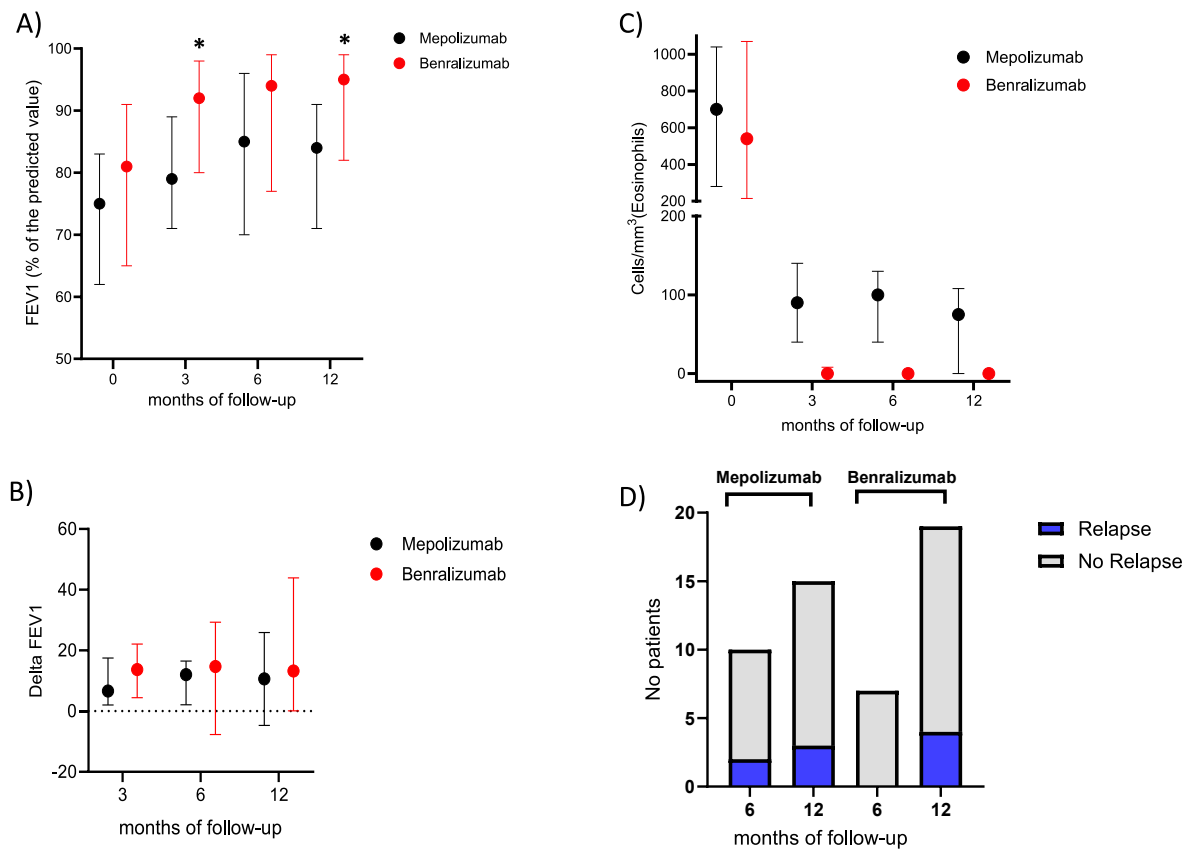 A)
FEV1 (% of the predicted value)
100
90
80
70
60
50
*
*
0
3
6
12
months of follow-up
Mepolizumab
Benralizumab
B)
Delta FEV1
60
40
20
0
-20
3
6
12
months of follow-up
Mepolizumab
Benralizumab
C)
Cells/mm³(Eosinophils)
1000
800
600
400
200
200
100
0
0
3
6
12
months of follow-up
Mepolizumab
Benralizumab
D)
Mepolizumab
Benralizumab
No patients
20
15
10
5
0
6
12
6
12
months of follow-up
Relapse
No Relapse